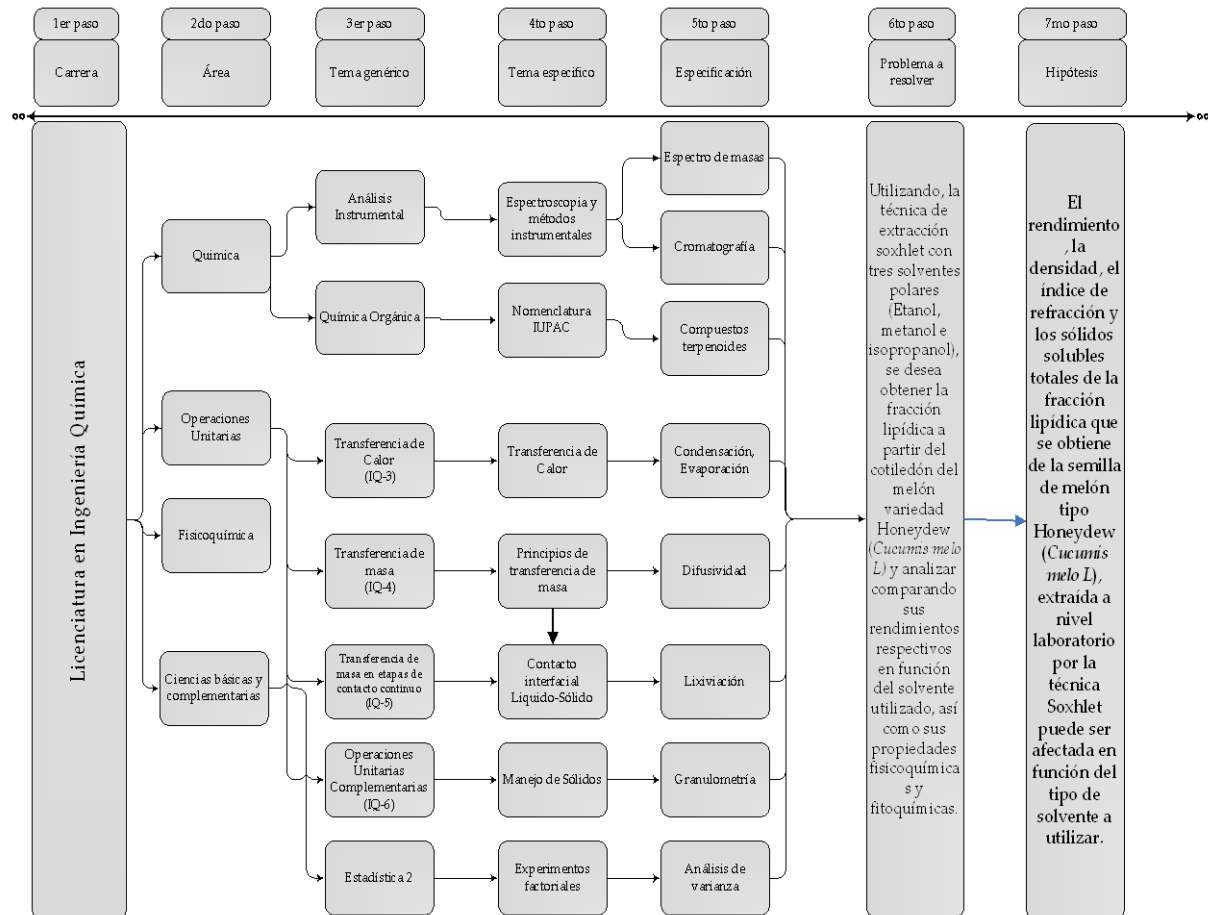 1er paso
2do paso
3er paso
4to paso
5to paso
6to paso
7mo paso
Carrera
Área
Tema genérico
Tema especifico
Especificación
Problema a
resolver
Hipótesis
Licenciatura en Ingeniería Química
Quimica
Operaciones
Unitarias
Fisicoquímica
Ciencias básicas y
complementarias
Análisis
Instrumental
Química Orgánica
Transferencia de
Calor
(IQ-3)
Transferencia de
masa
(IQ-4)
Transferencia de
masa en etapas de
contacto continuo
(IQ-5)
Operaciones
Unitarias
Complementarias
(IQ-6)
Estadística 2
Espectroscopia y
métodos
instrumentales
Nomenclatura
IUPAC
Transferencia de
Calor
Principios de
transferencia de
masa
Contacto
interfacial
Liquido-Sólido
Manejo de Sólidos
Experimentos
factoriales
Espectro de masas
Cromatografía
Compuestos
terpenoides
Condensación,
Evaporación
Difusividad
Lixiviación
Granulometría
Análisis de
varianza
Utilizando, la
técnica de
extracción
soxhlet con
tres solventes
polares
(Etanol,
metanol e
isopropanol),
se desea
obtener la
fracción
lipídica a
partir del
cotiledón del
melón
variedad
Honeydew
(Cucumis melo
L) y analizar
comparando
sus
rendimientos
respectivos
en función
del solvente
utilizado, así
como sus
propiedades
fisicoquímica
s y
fitoquímicas.
El
rendimiento
, la
densidad, el
índice de
refracción y
los sólidos
solubles
totales de la
fracción
lipídica que
se obtiene
de la semilla
de melón
tipo
Honeydew
(Cucumis
melo L),
extraída a
nivel
laboratorio
por la
técnica
Soxhlet
puede ser
afectada en
función del
tipo de
solvente a
utilizar.